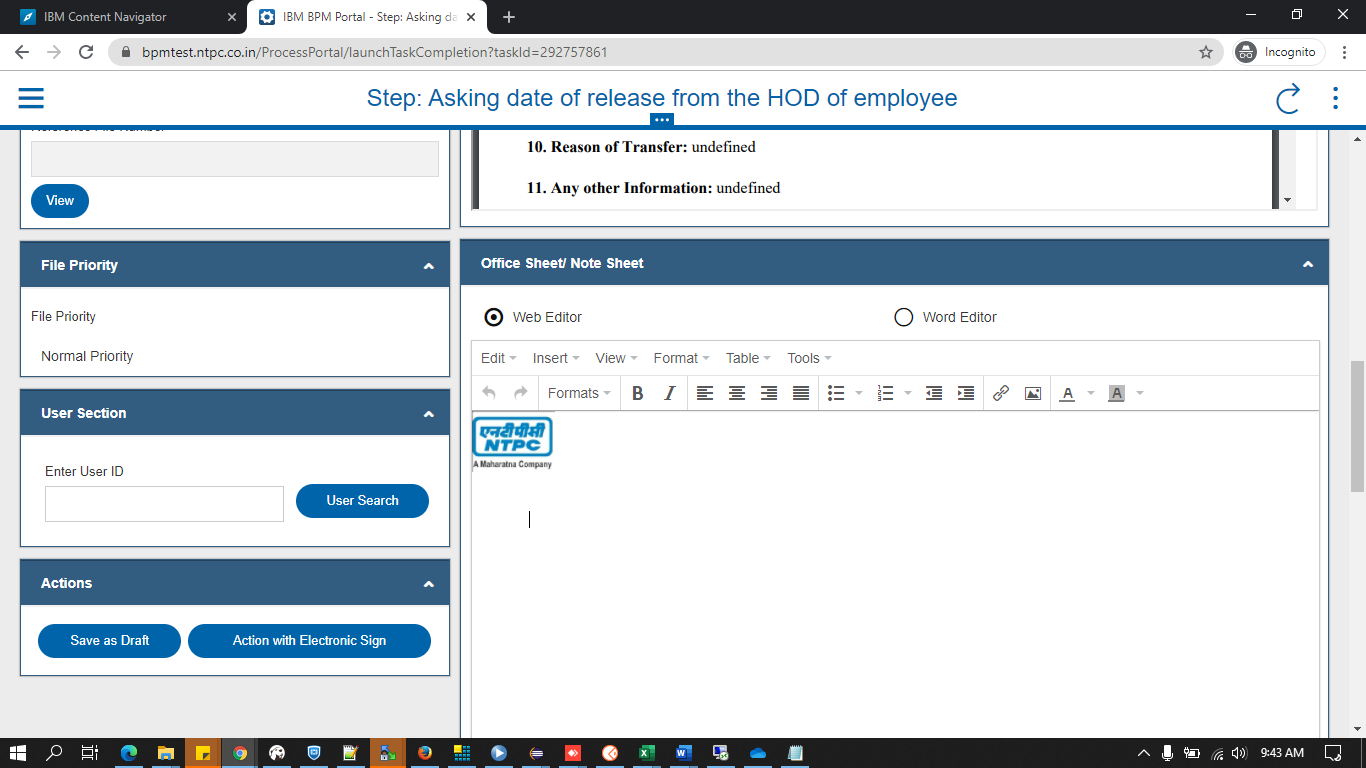 IBM Content Navigator
IBM BPM Portal - Step: Asking da
bpmtest.ntpc.co.in/ProcessPortal/launchTaskCompletion?taskId=292757861
Incognito
Step: Asking date of release from the HOD of employee
Reference File Number
View
10. Reason of Transfer: undefined
11. Any other Information: undefined
File Priority
File Priority
Normal Priority
User Section
Enter User ID
User Search
Actions
Save as Draft
Action with Electronic Sign
Office Sheet/ Note Sheet
Web Editor
Word Editor
Edit
Insert
View
Format
Table
Tools
Formats
B
I
A
A
एनटीपीसी
NTPC
A Maharatna Company
9:43 AM